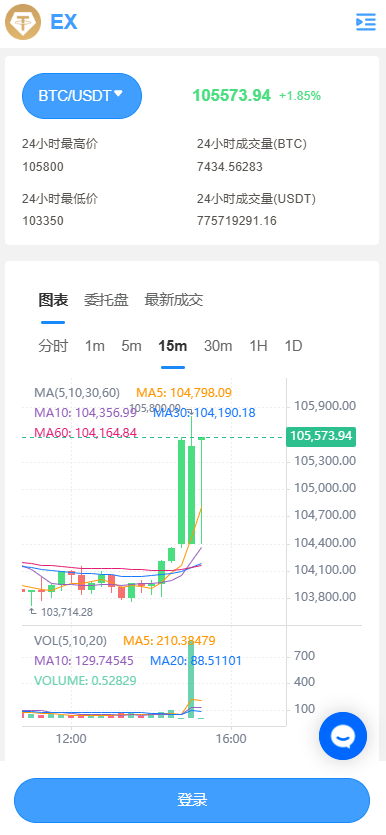 EX
BTC/USDT
105573.94 +1.85%
24小时最高价 24小时成交量(BTC)
105800 7434.56283
24小时最低价 24小时成交量(USDT)
103350 775719291.16
图表 委托盘 最新成交
分时 1m 5m 15m 30m 1H 1D
MA(5,10,30,60) MA5: 104,798.09
105,900.00
105,800.00
MA10: 104,356.99 MA30: 104,190.18
MA60: 104,164.84
105,573.94
105,300.00
105,000.00
104,700.00
104,400.00
104,100.00
103,800.00
103,714.28
VOL(5,10,20) MA5: 210.38479
MA10: 129.74545 MA20: 88.51101
700
VOLUME: 0.52829
400
100
12:00 16:00
登录